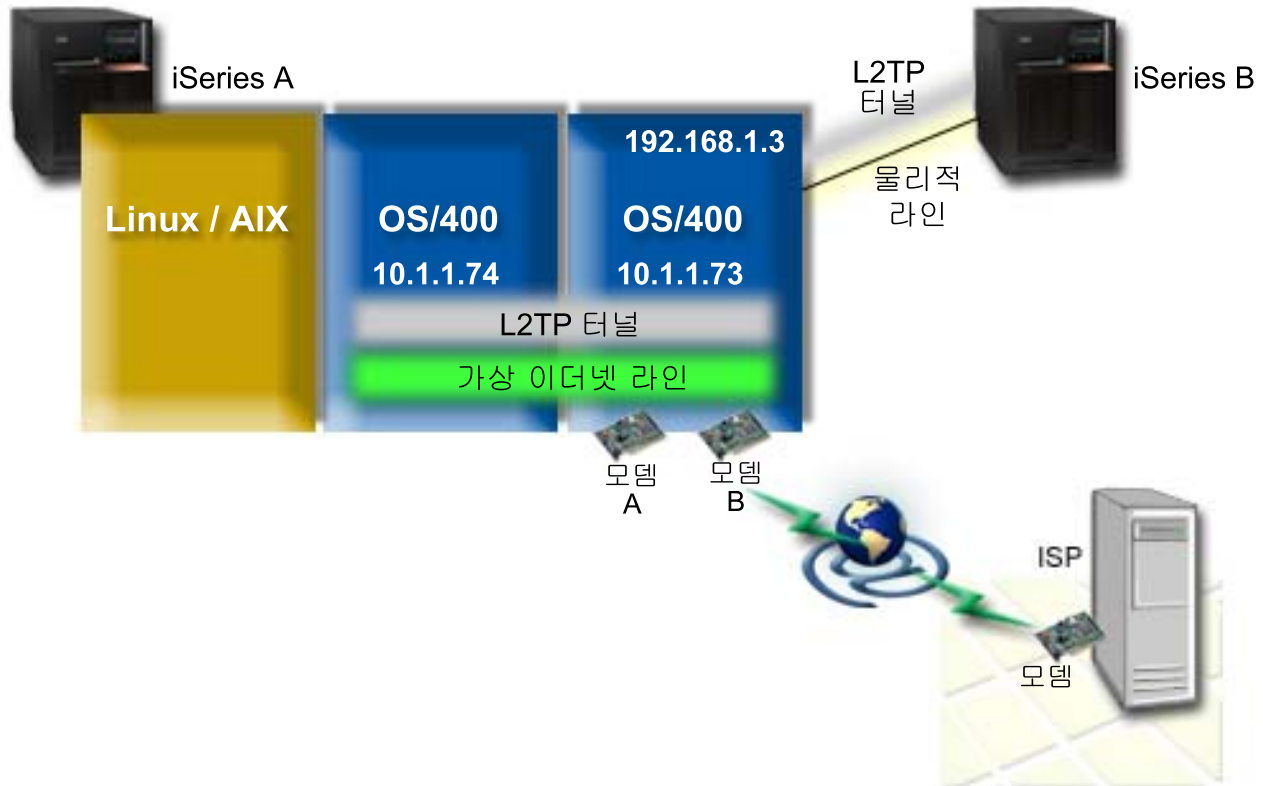 iSeries A
L2TP
터널
iSeries B
192.168.1.3
물리적
라인
Linux / AIX
OS/400
OS/400
10.1.1.74
10.1.1.73
L2TP 터널
가상 이더넷 라인
모뎀
A
모뎀
B
ISP
모뎀